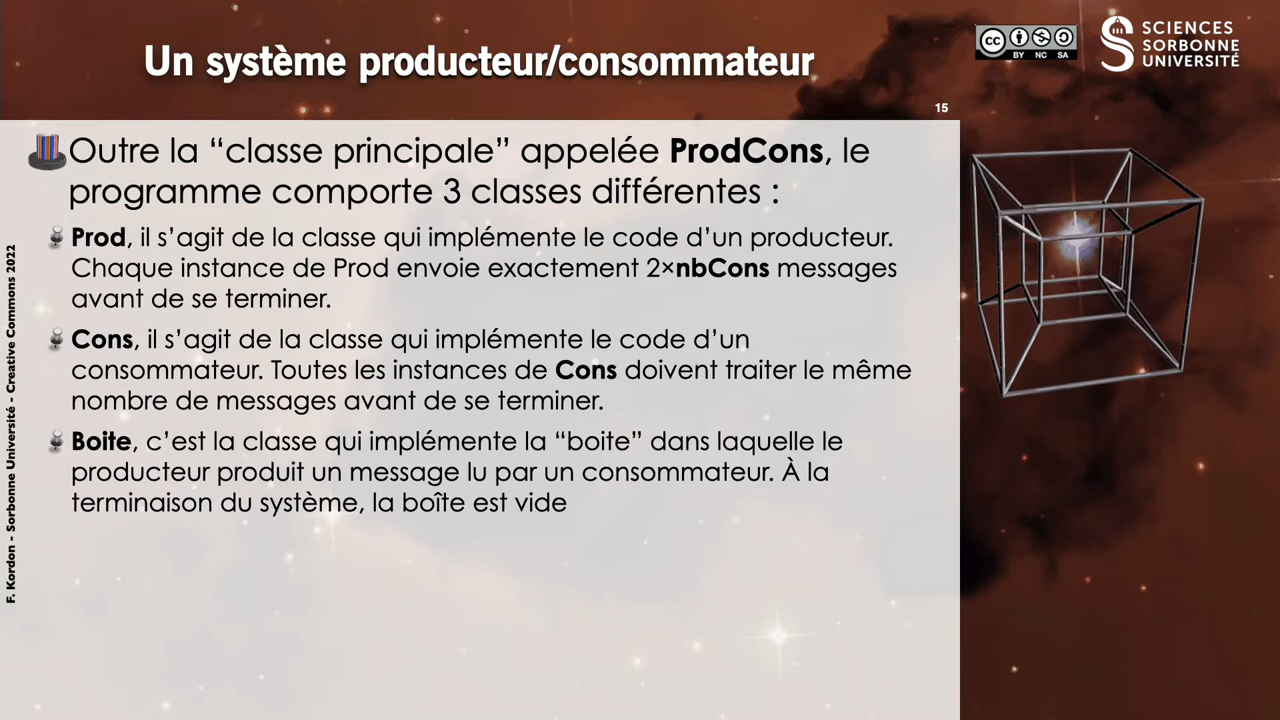 Un système producteur/consommateur
cc
BY NC SA
SCIENCES
SORBONNE
UNIVERSITÉ
15
Outre la “classe principale” appelée ProdCons, le
programme comporte 3 classes différentes :
Prod, il s’agit de la classe qui implémente le code d’un producteur.
Chaque instance de Prod envoie exactement 2×nbCons messages
avant de se terminer.
Cons, il s’agit de la classe qui implémente le code d’un
consommateur. Toutes les instances de Cons doivent traiter le même
nombre de messages avant de se terminer.
Boite, c’est la classe qui implémente la “boite” dans laquelle le
producteur produit un message lu par un consommateur. À la
terminaison du système, la boîte est vide
F. Kordon - Sorbonne Université - Creative Commons 2022